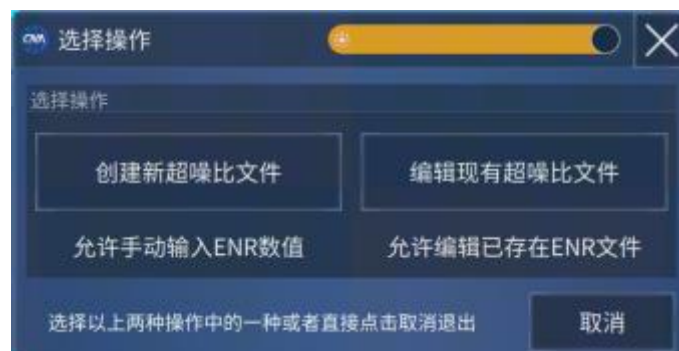 CNA 选择操作
选择操作
创建新超噪比文件 编辑现有超噪比文件
允许手动输入ENR数值 允许编辑已存在ENR文件
选择以上两种操作中的一种或者直接点击取消退出 取消